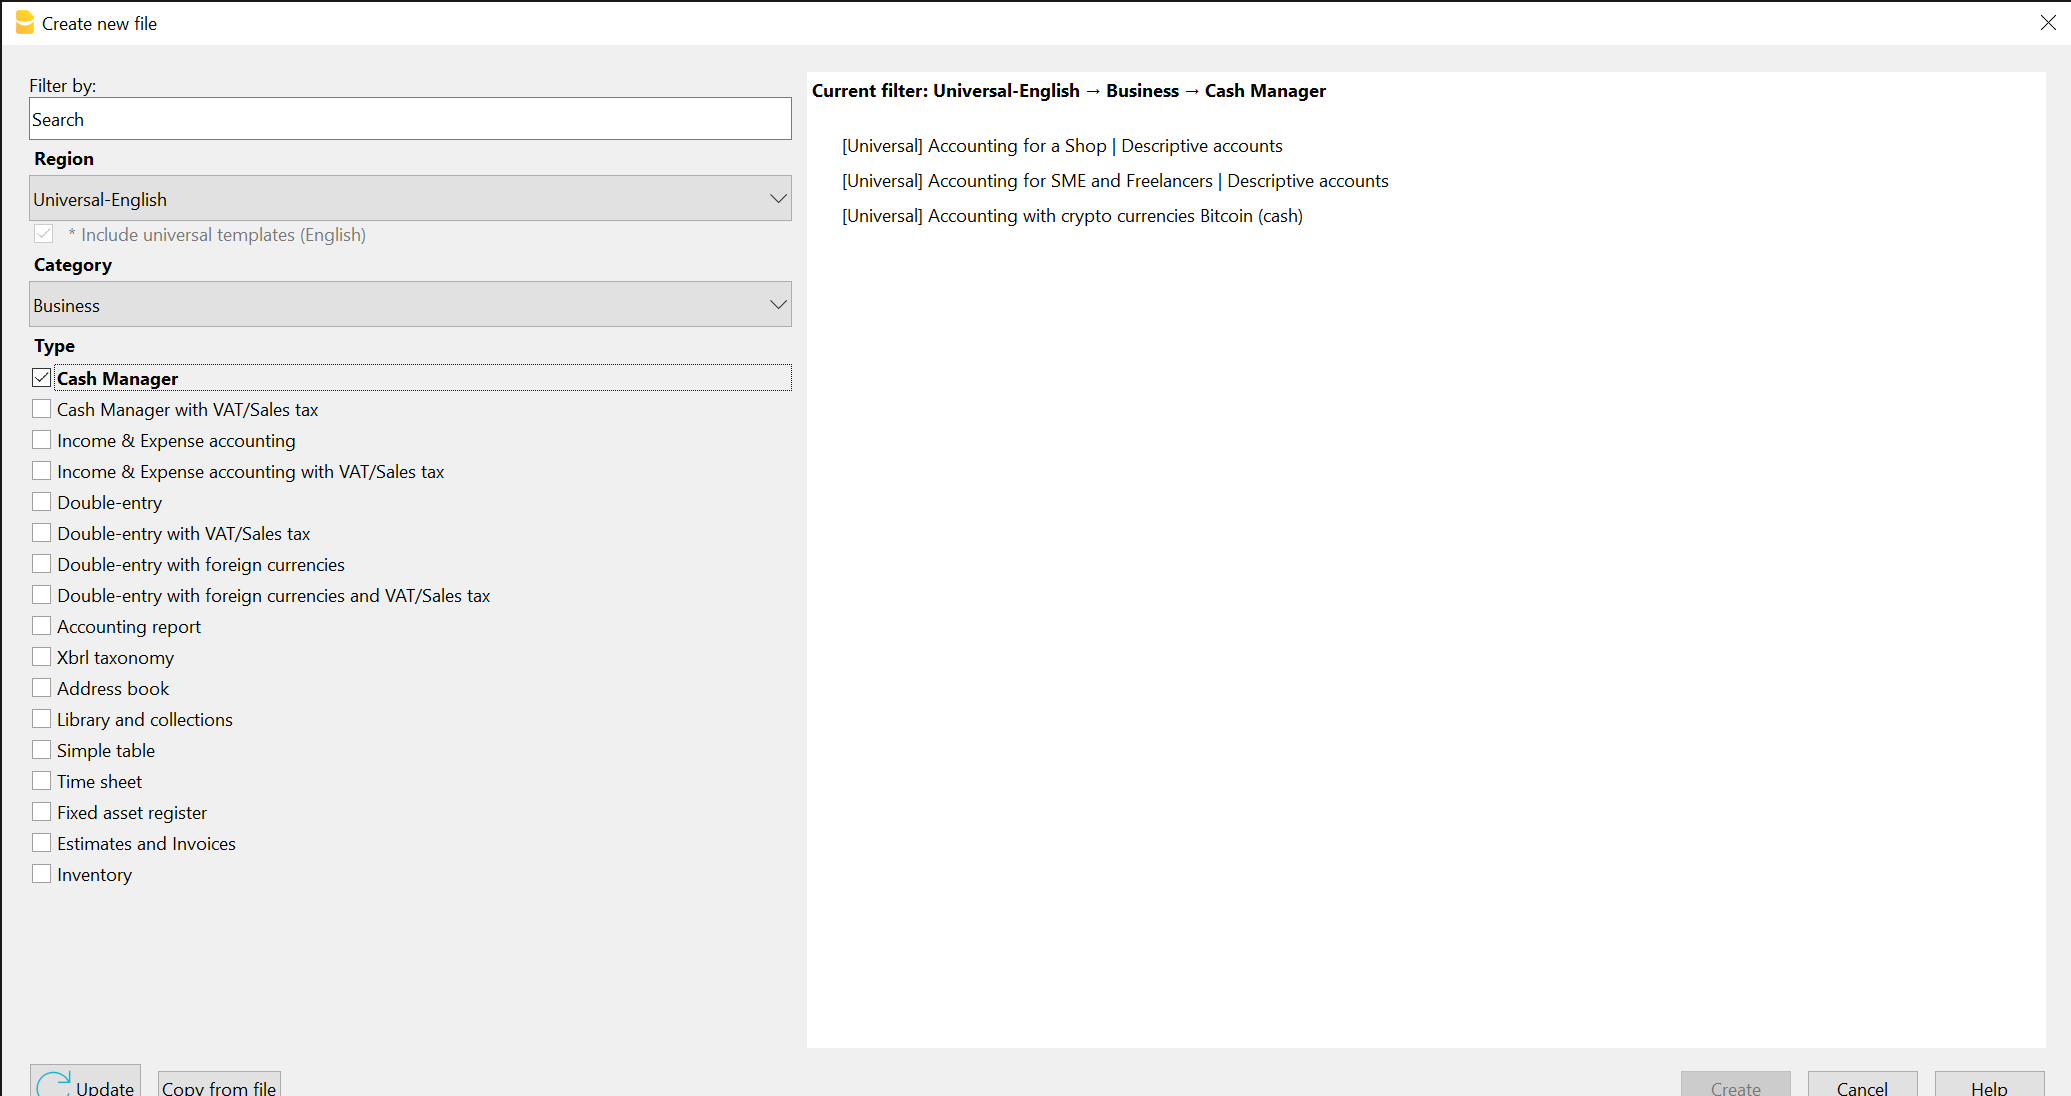 Create new file
Filter by:
Search
Region
Universal-English
* Include universal templates (English)
Category
Business
Type
Cash Manager
Cash Manager with VAT/Sales tax
Income & Expense accounting
Income & Expense accounting with VAT/Sales tax
Double-entry
Double-entry with VAT/Sales tax
Double-entry with foreign currencies
Double-entry with foreign currencies and VAT/Sales tax
Accounting report
Xbrl taxonomy
Address book
Library and collections
Simple table
Time sheet
Fixed asset register
Estimates and Invoices
Inventory
Current filter: Universal-English → Business → Cash Manager
[Universal] Accounting for a Shop | Descriptive accounts
[Universal] Accounting for SME and Freelancers | Descriptive accounts
[Universal] Accounting with crypto currencies Bitcoin (cash)
Update Copy from file Create Cancel Help